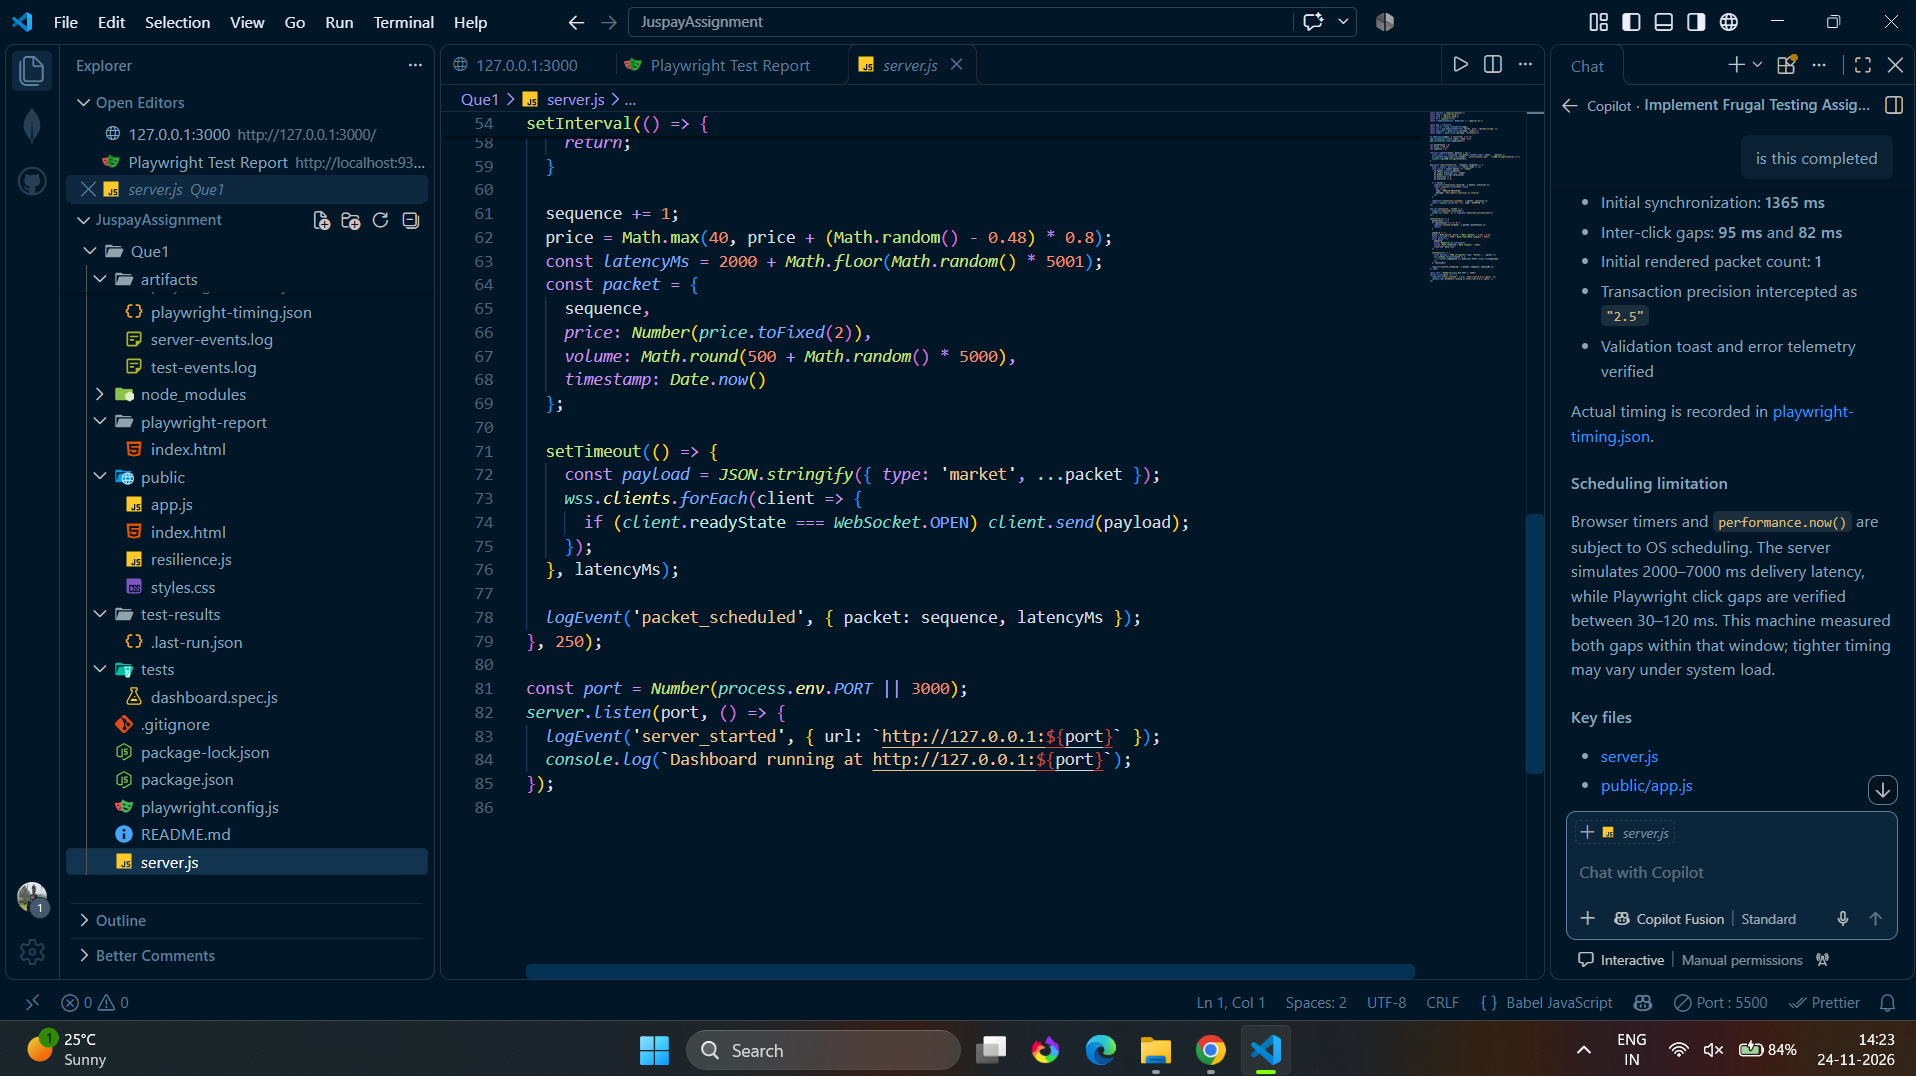 File Edit Selection View Go Run Terminal Help
JuspayAssignment
Explorer
Open Editors
127.0.0.1:3000 http://127.0.0.1:3000/
Playwright Test Report http://localhost:93...
server.js Que1
JuspayAssignment
Que1
artifacts
playwright-timing.json
server-events.log
test-events.log
node_modules
playwright-report
index.html
public
app.js
index.html
resilience.js
styles.css
test-results
.last-run.json
tests
dashboard.spec.js
.gitignore
package-lock.json
package.json
playwright.config.js
README.md
server.js
Outline
Better Comments
1
127.0.0.1:3000
Playwright Test Report
server.js
Que1 > server.js > ...
54 setInterval(() => {
58 return;
59 }
60
61 sequence += 1;
62 price = Math.max(40, price + (Math.random() - 0.48) * 0.8);
63 const latencyMs = 2000 + Math.floor(Math.random() * 5001);
64 const packet = {
65 sequence,
66 price: Number(price.toFixed(2)),
67 volume: Math.round(500 + Math.random() * 5000),
68 timestamp: Date.now()
69 };
70
71 setTimeout(() => {
72 const payload = JSON.stringify({ type: 'market', ...packet });
73 wss.clients.forEach(client => {
74 if (client.readyState === WebSocket.OPEN) client.send(payload);
75 });
76 }, latencyMs);
77
78 logEvent('packet_scheduled', { packet: sequence, latencyMs });
79 }, 250);
80
81 const port = Number(process.env.PORT || 3000);
82 server.listen(port, () => {
83 logEvent('server_started', { url: `http://127.0.0.1:${port}` });
84 console.log(`Dashboard running at http://127.0.0.1:${port}`);
85 });
86
Chat
Copilot · Implement Frugal Testing Assig...
is this completed
Initial synchronization: 1365 ms
Inter-click gaps: 95 ms and 82 ms
Initial rendered packet count: 1
Transaction precision intercepted as
"2.5"
Validation toast and error telemetry
verified
Actual timing is recorded in playwright-
timing.json.
Scheduling limitation
Browser timers and performance.now() are
subject to OS scheduling. The server
simulates 2000–7000 ms delivery latency,
while Playwright click gaps are verified
between 30–120 ms. This machine measured
both gaps within that window; tighter timing
may vary under system load.
Key files
server.js
public/app.js
server.js
Chat with Copilot
Copilot Fusion Standard
Interactive Manual permissions
0 0
Ln 1, Col 1 Spaces: 2 UTF-8 CRLF { } Babel JavaScript Port : 5500 Prettier
1
25°C
Sunny
Search
ENG
IN
84%
14:23
24-11-2026